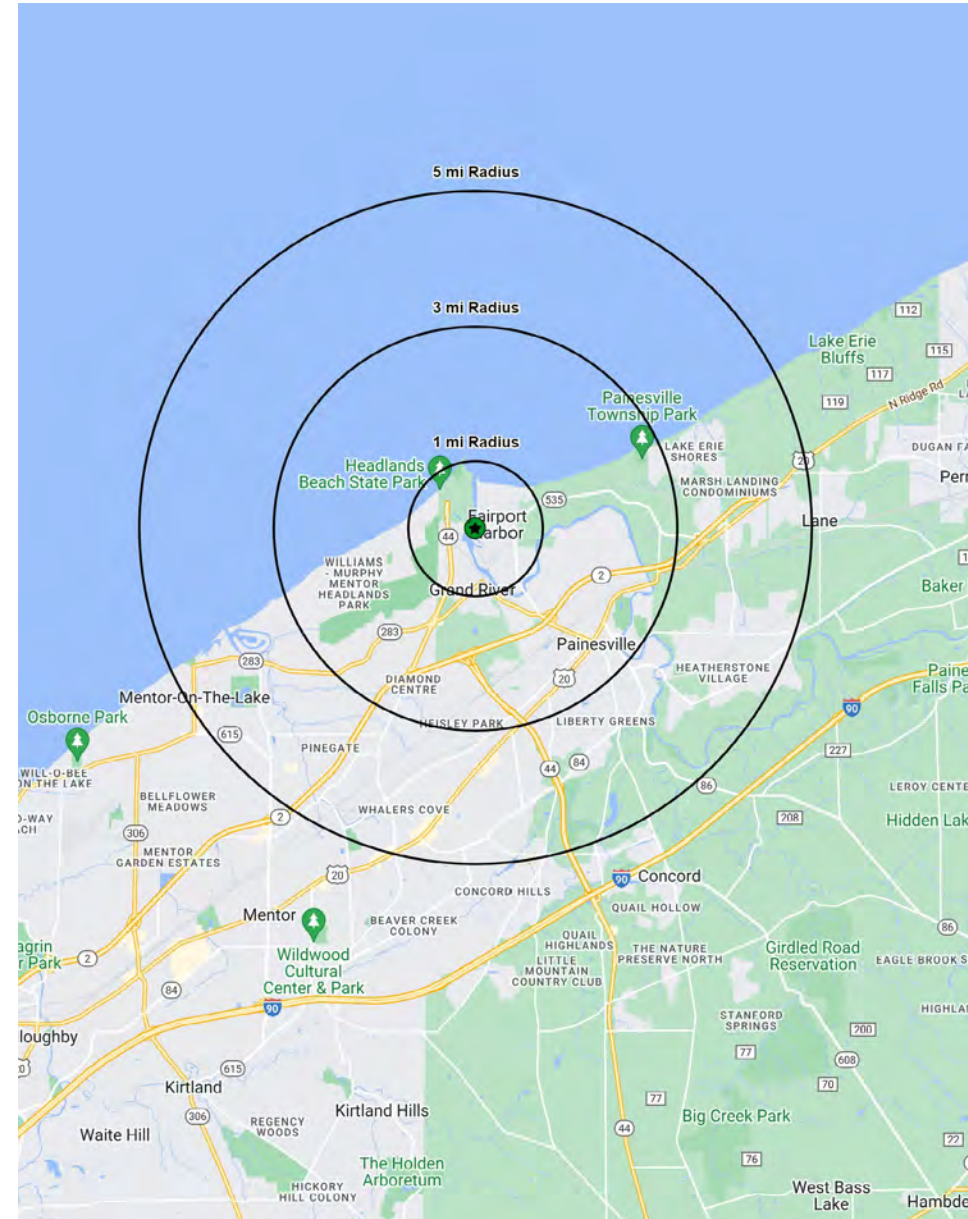 5 mi Radius
3 mi Radius
112
Lake Erie
Bluffs
115
117
N Ridge Rd
119
Painesville
Township Park
1 mi Radius
LAKE ERIE
SHORES
20
Headlands
Beach State Park
MARSH LANDING
CONDOMINIUMS
535
Fairport
Harbor
Lane
44
WILLIAMS
- MURPHY
MENTOR
HEADLANDS
PARK
2
Grand River
Baker
283
Painesville
283
HEATHERSTONE
VILLAGE
DIAMOND
CENTRE
20
Mentor-On-The-Lake
90
Osborne Park
HEISLEY PARK
LIBERTY GREENS
615
PINEGATE
227
44
84
WILL-O-BEE
ON THE LAKE
86
BELLFLOWER
MEADOWS
WHALERS COVE
2
208
306
MENTOR
GARDEN ESTATES
20
90
Concord
CONCORD HILLS
Mentor
QUAIL HOLLOW
BEAVER CREEK
COLONY
86
QUAIL
HIGHLANDS
THE NATURE
PRESERVE NORTH
Girdled Road
Reservation
2
Wildwood
Cultural
Center & Park
LITTLE
MOUNTAIN
COUNTRY CLUB
84
90
STANFORD
SPRINGS
200
77
608
615
70
Kirtland
77
306
Kirtland Hills
Big Creek Park
REGENCY
WOODS
Waite Hill
44
22
The Holden
Arboretum
76
HICKORY
HILL COLONY
West Bass
Lake